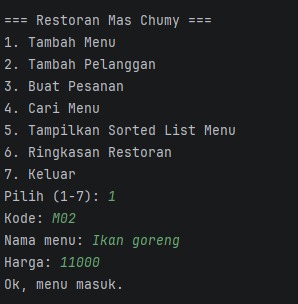 === Restoran Mas Chumy ===
1. Tambah Menu
2. Tambah Pelanggan
3. Buat Pesanan
4. Cari Menu
5. Tampilkan Sorted List Menu
6. Ringkasan Restoran
7. Keluar
Pilih (1-7): 1
Kode: M02
Nama menu: Ikan goreng
Harga: 11000
Ok, menu masuk.